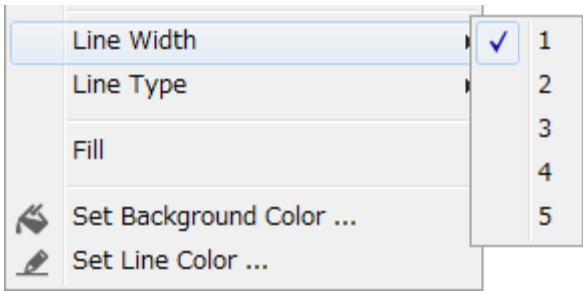 Line Width
Line Type
Fill
Set Background Color ...
Set Line Color ...
1
2
3
4
5